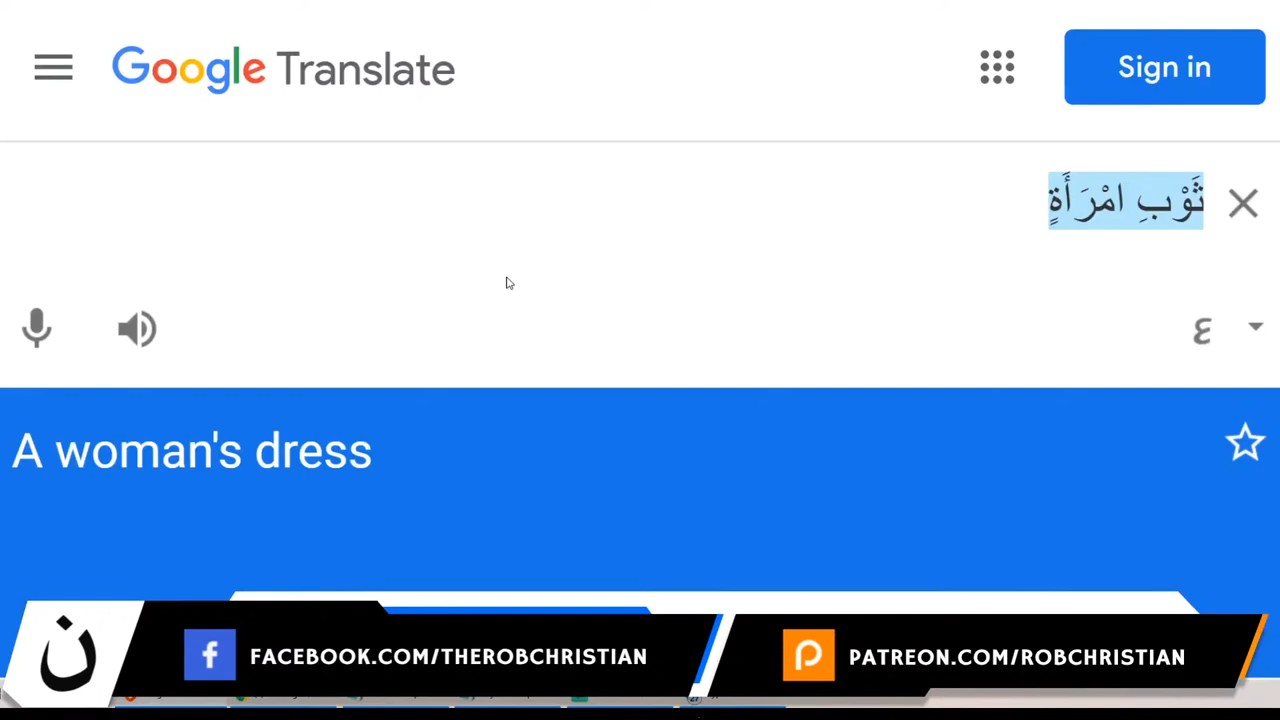 Google Translate
Sign in
ثَوْبِ امْرَأَةٍ
ع
A woman's dress
ن
f
FACEBOOK.COM/THEROBCHRISTIAN
PATREON.COM/ROBCHRISTIAN